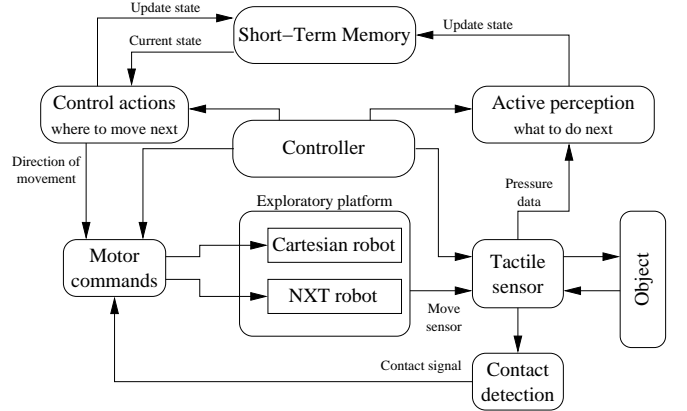 Update state
Short−Term Memory
Update state
Current state
Control actions
where to move next
Active perception
what to do next
Controller
Direction of
movement
Pressure
data
Exploratory platform
Cartesian robot
Motor
commands
NXT robot
Tactile
sensor
Object
Move
sensor
Contact signal
Contact
detection